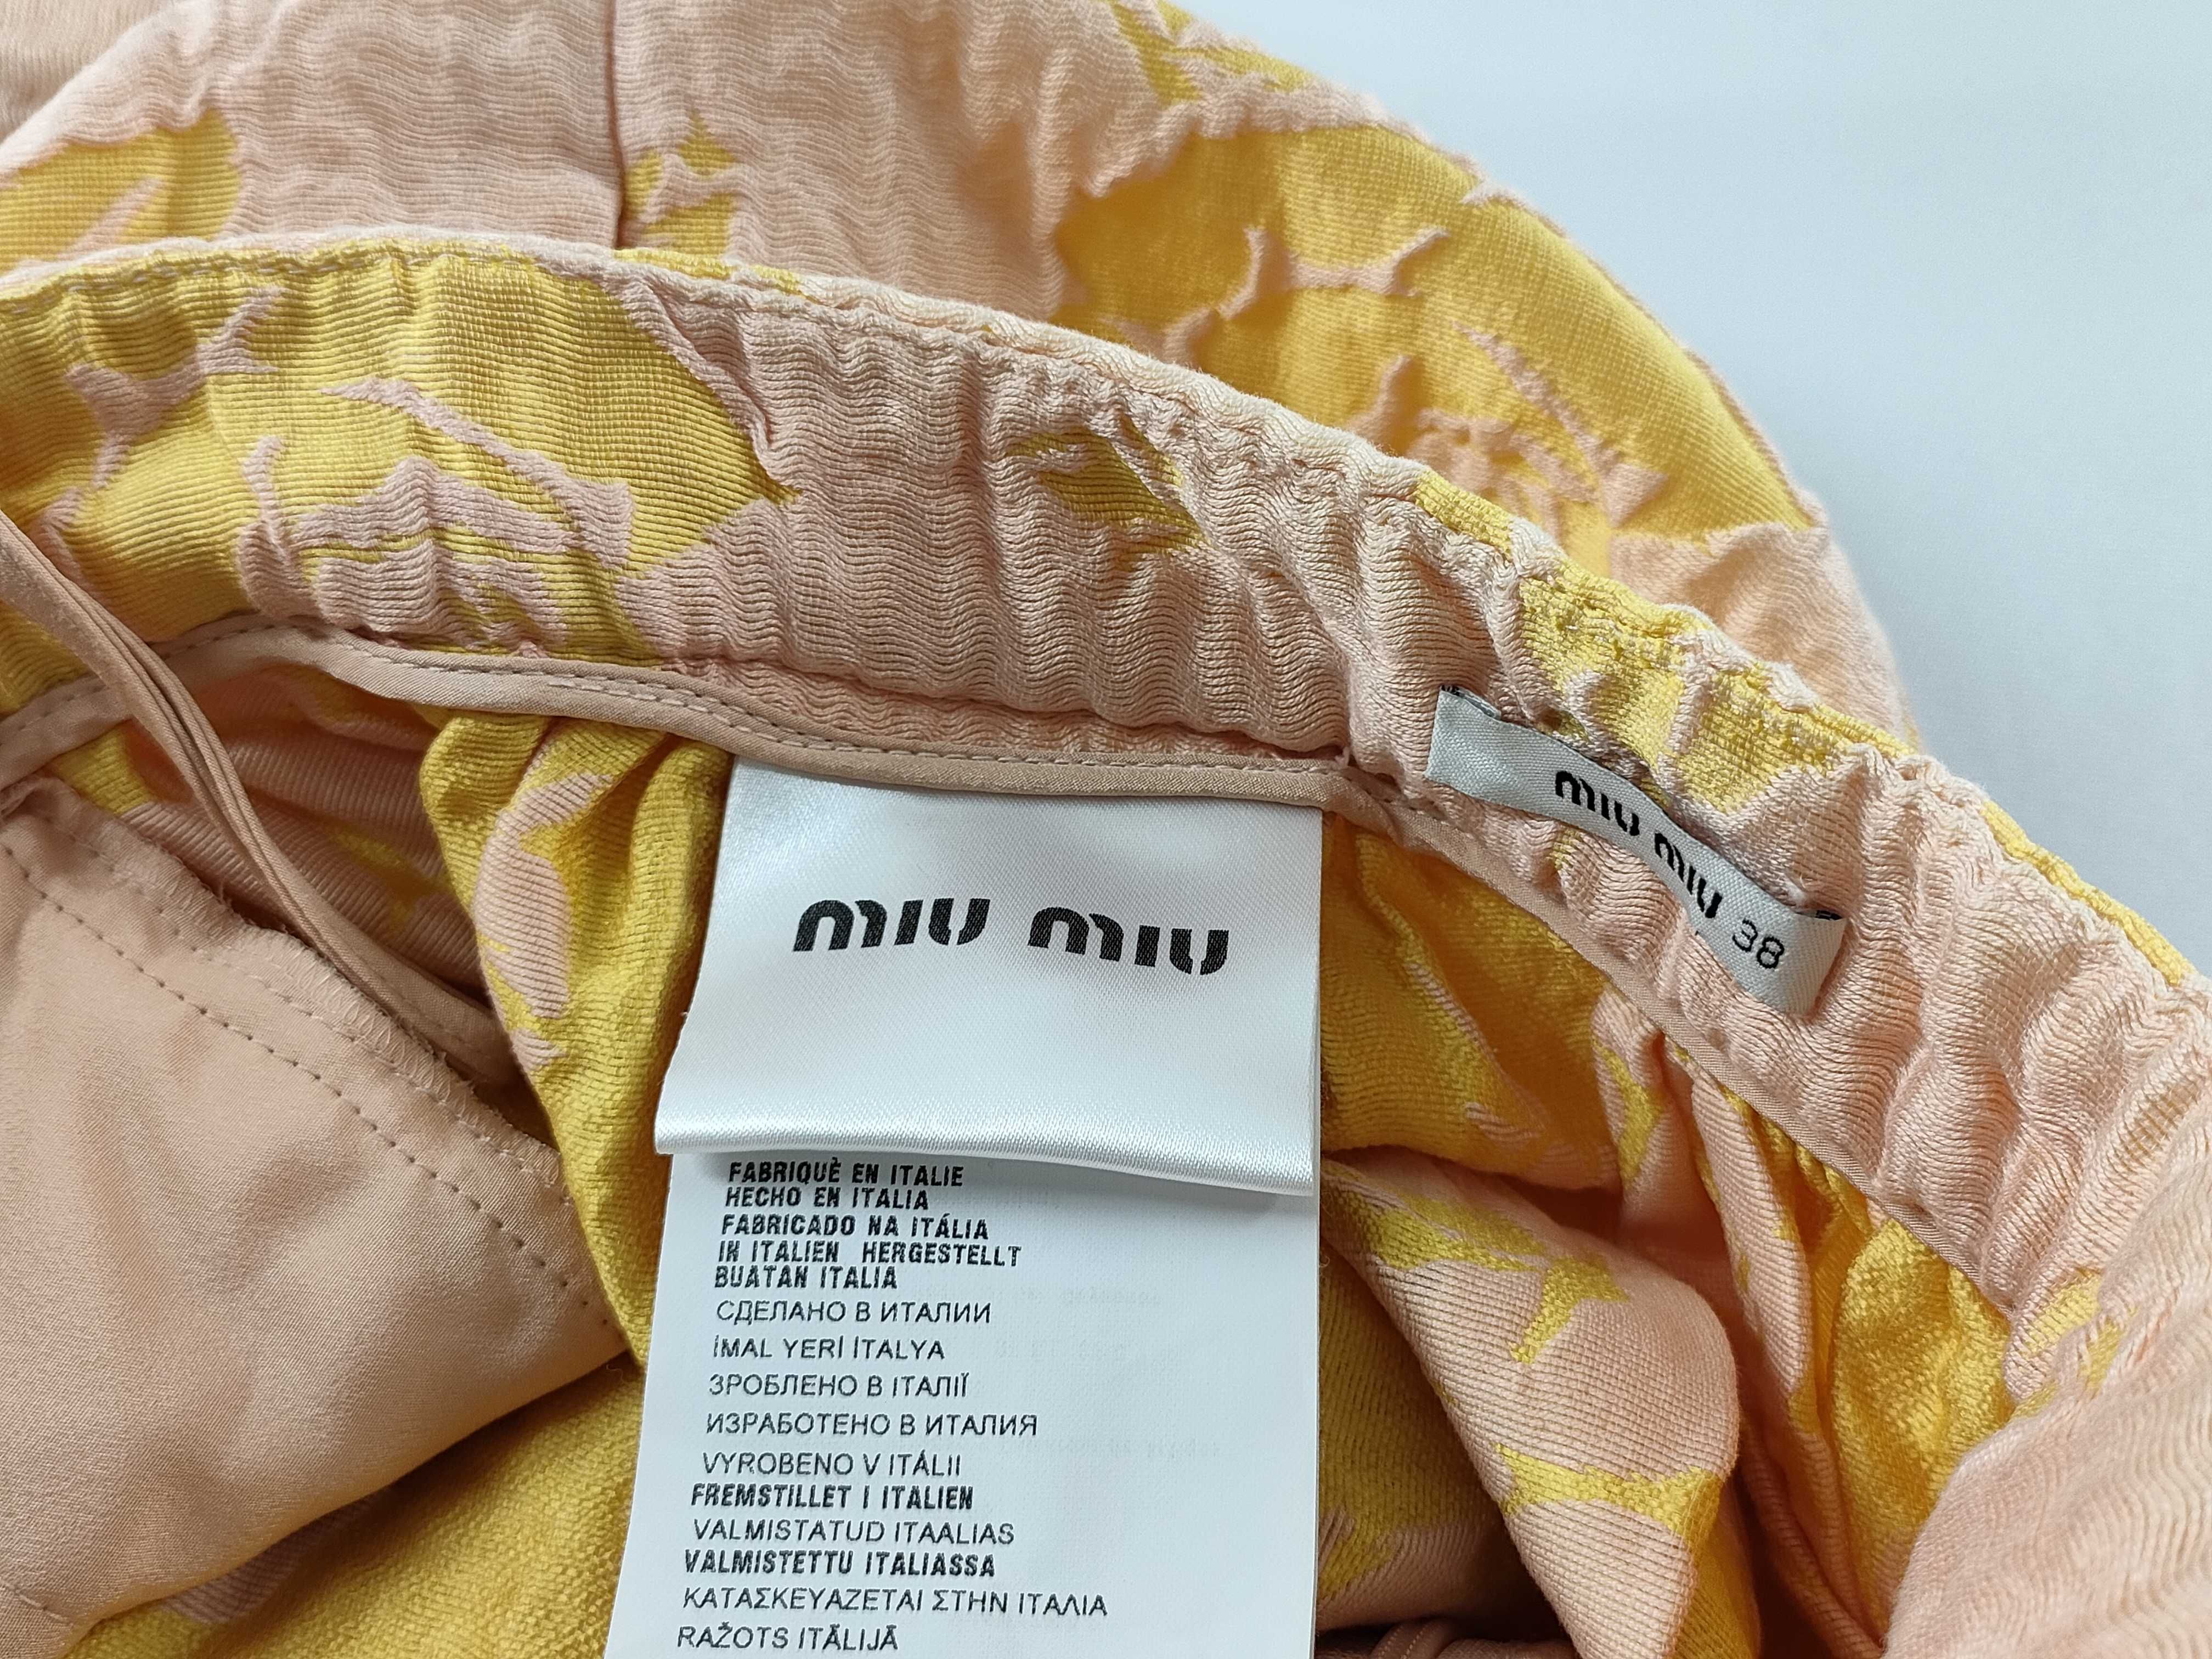 miu miu 38
miu miu
FABRIQUÈ EN ITALIE
HECHO EN ITALIA
FABRICADO NA ITÁLIA
IN ITALIEN HERGESTELLT
BUATAN ITALIA
СДЕЛАНО В ИТАЛИИ
İMAL YERİ İTALYA
ЗРОБЛЕНО В ІТАЛІЇ
ИЗРАБОТЕНО В ИТАЛИЯ
VYROBENO V ITÁLII
FREMSTILLET I ITALIEN
VALMISTATUD ITAALIAS
VALMISTETTU ITALIASSA
ΚΑΤΑΣΚΕΥΑΖΕΤΑΙ ΣΤΗΝ ΙΤΑΛΙΑ
RAŽOTS ITĀLIJĀ